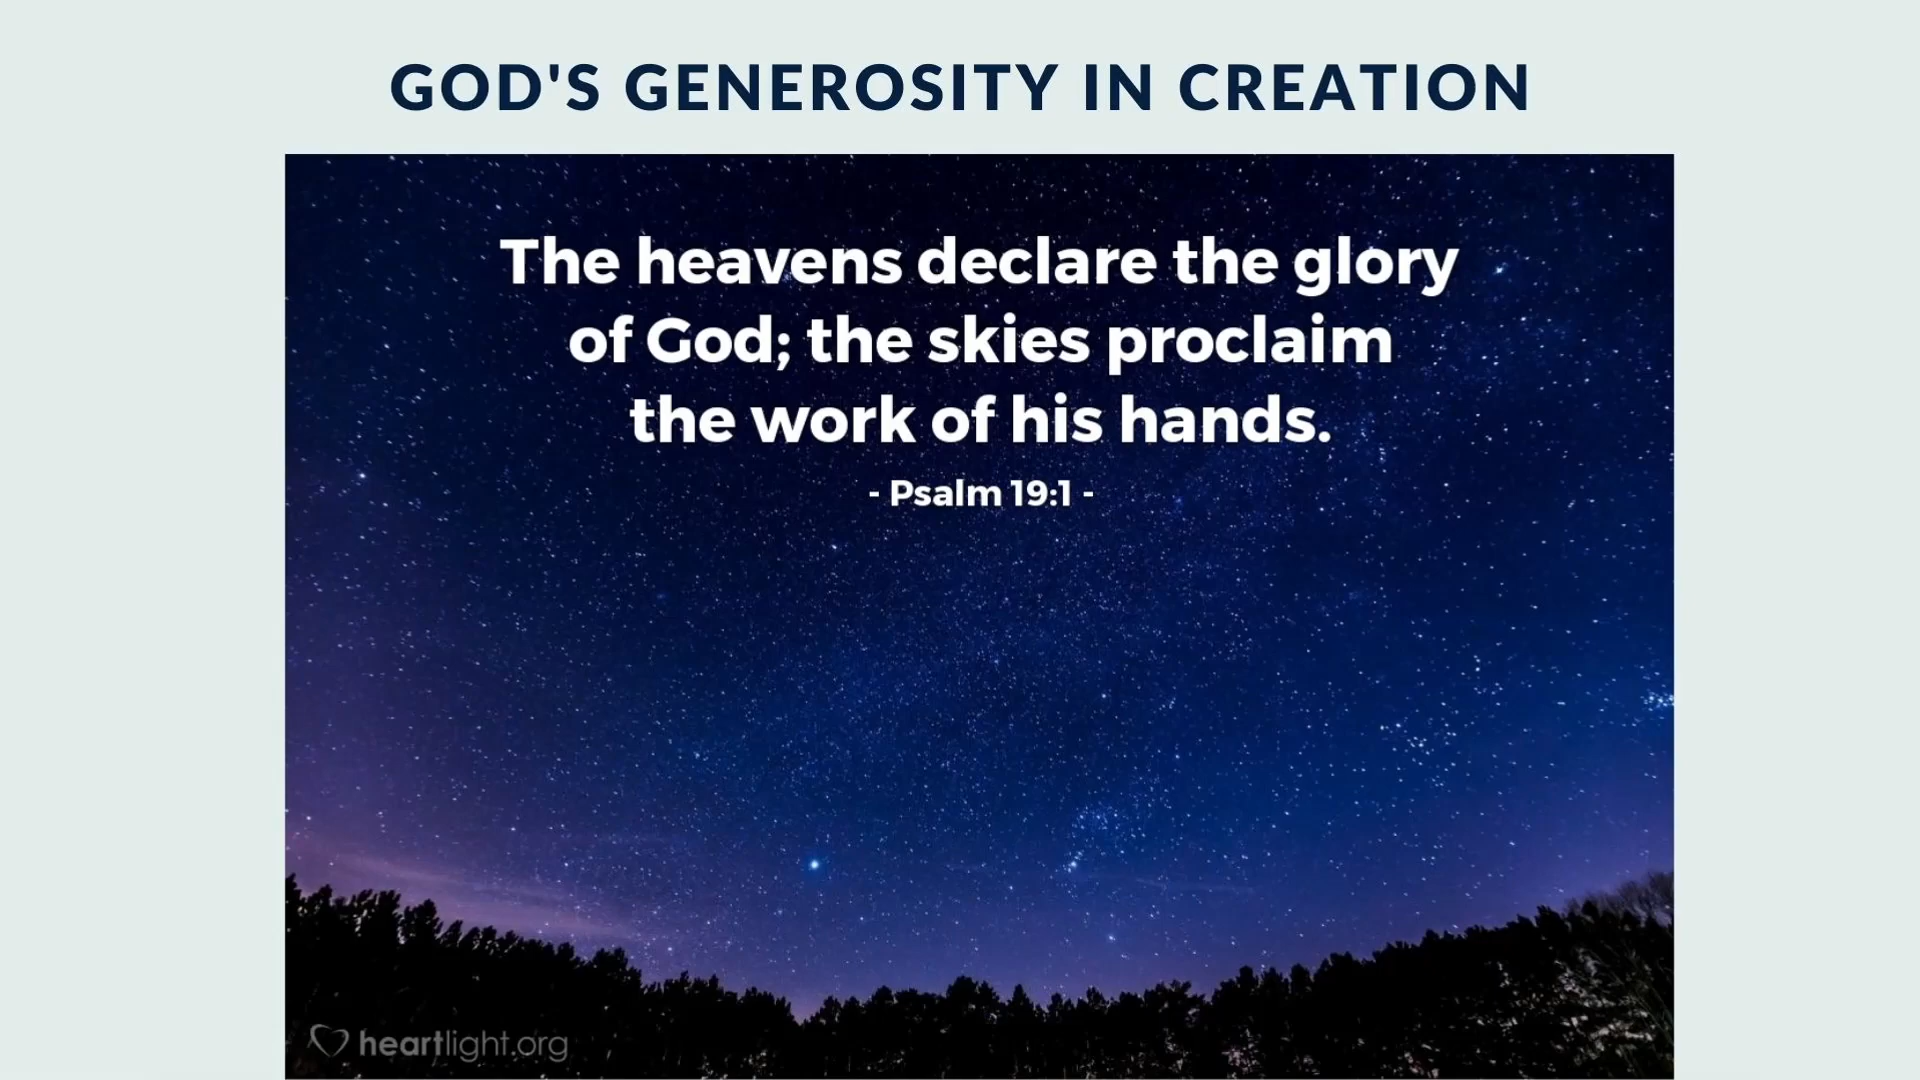 GOD'S GENEROSITY IN CREATION
The heavens declare the glory
of God; the skies proclaim
the work of his hands.
- Psalm 19:1 -
heartlight.org